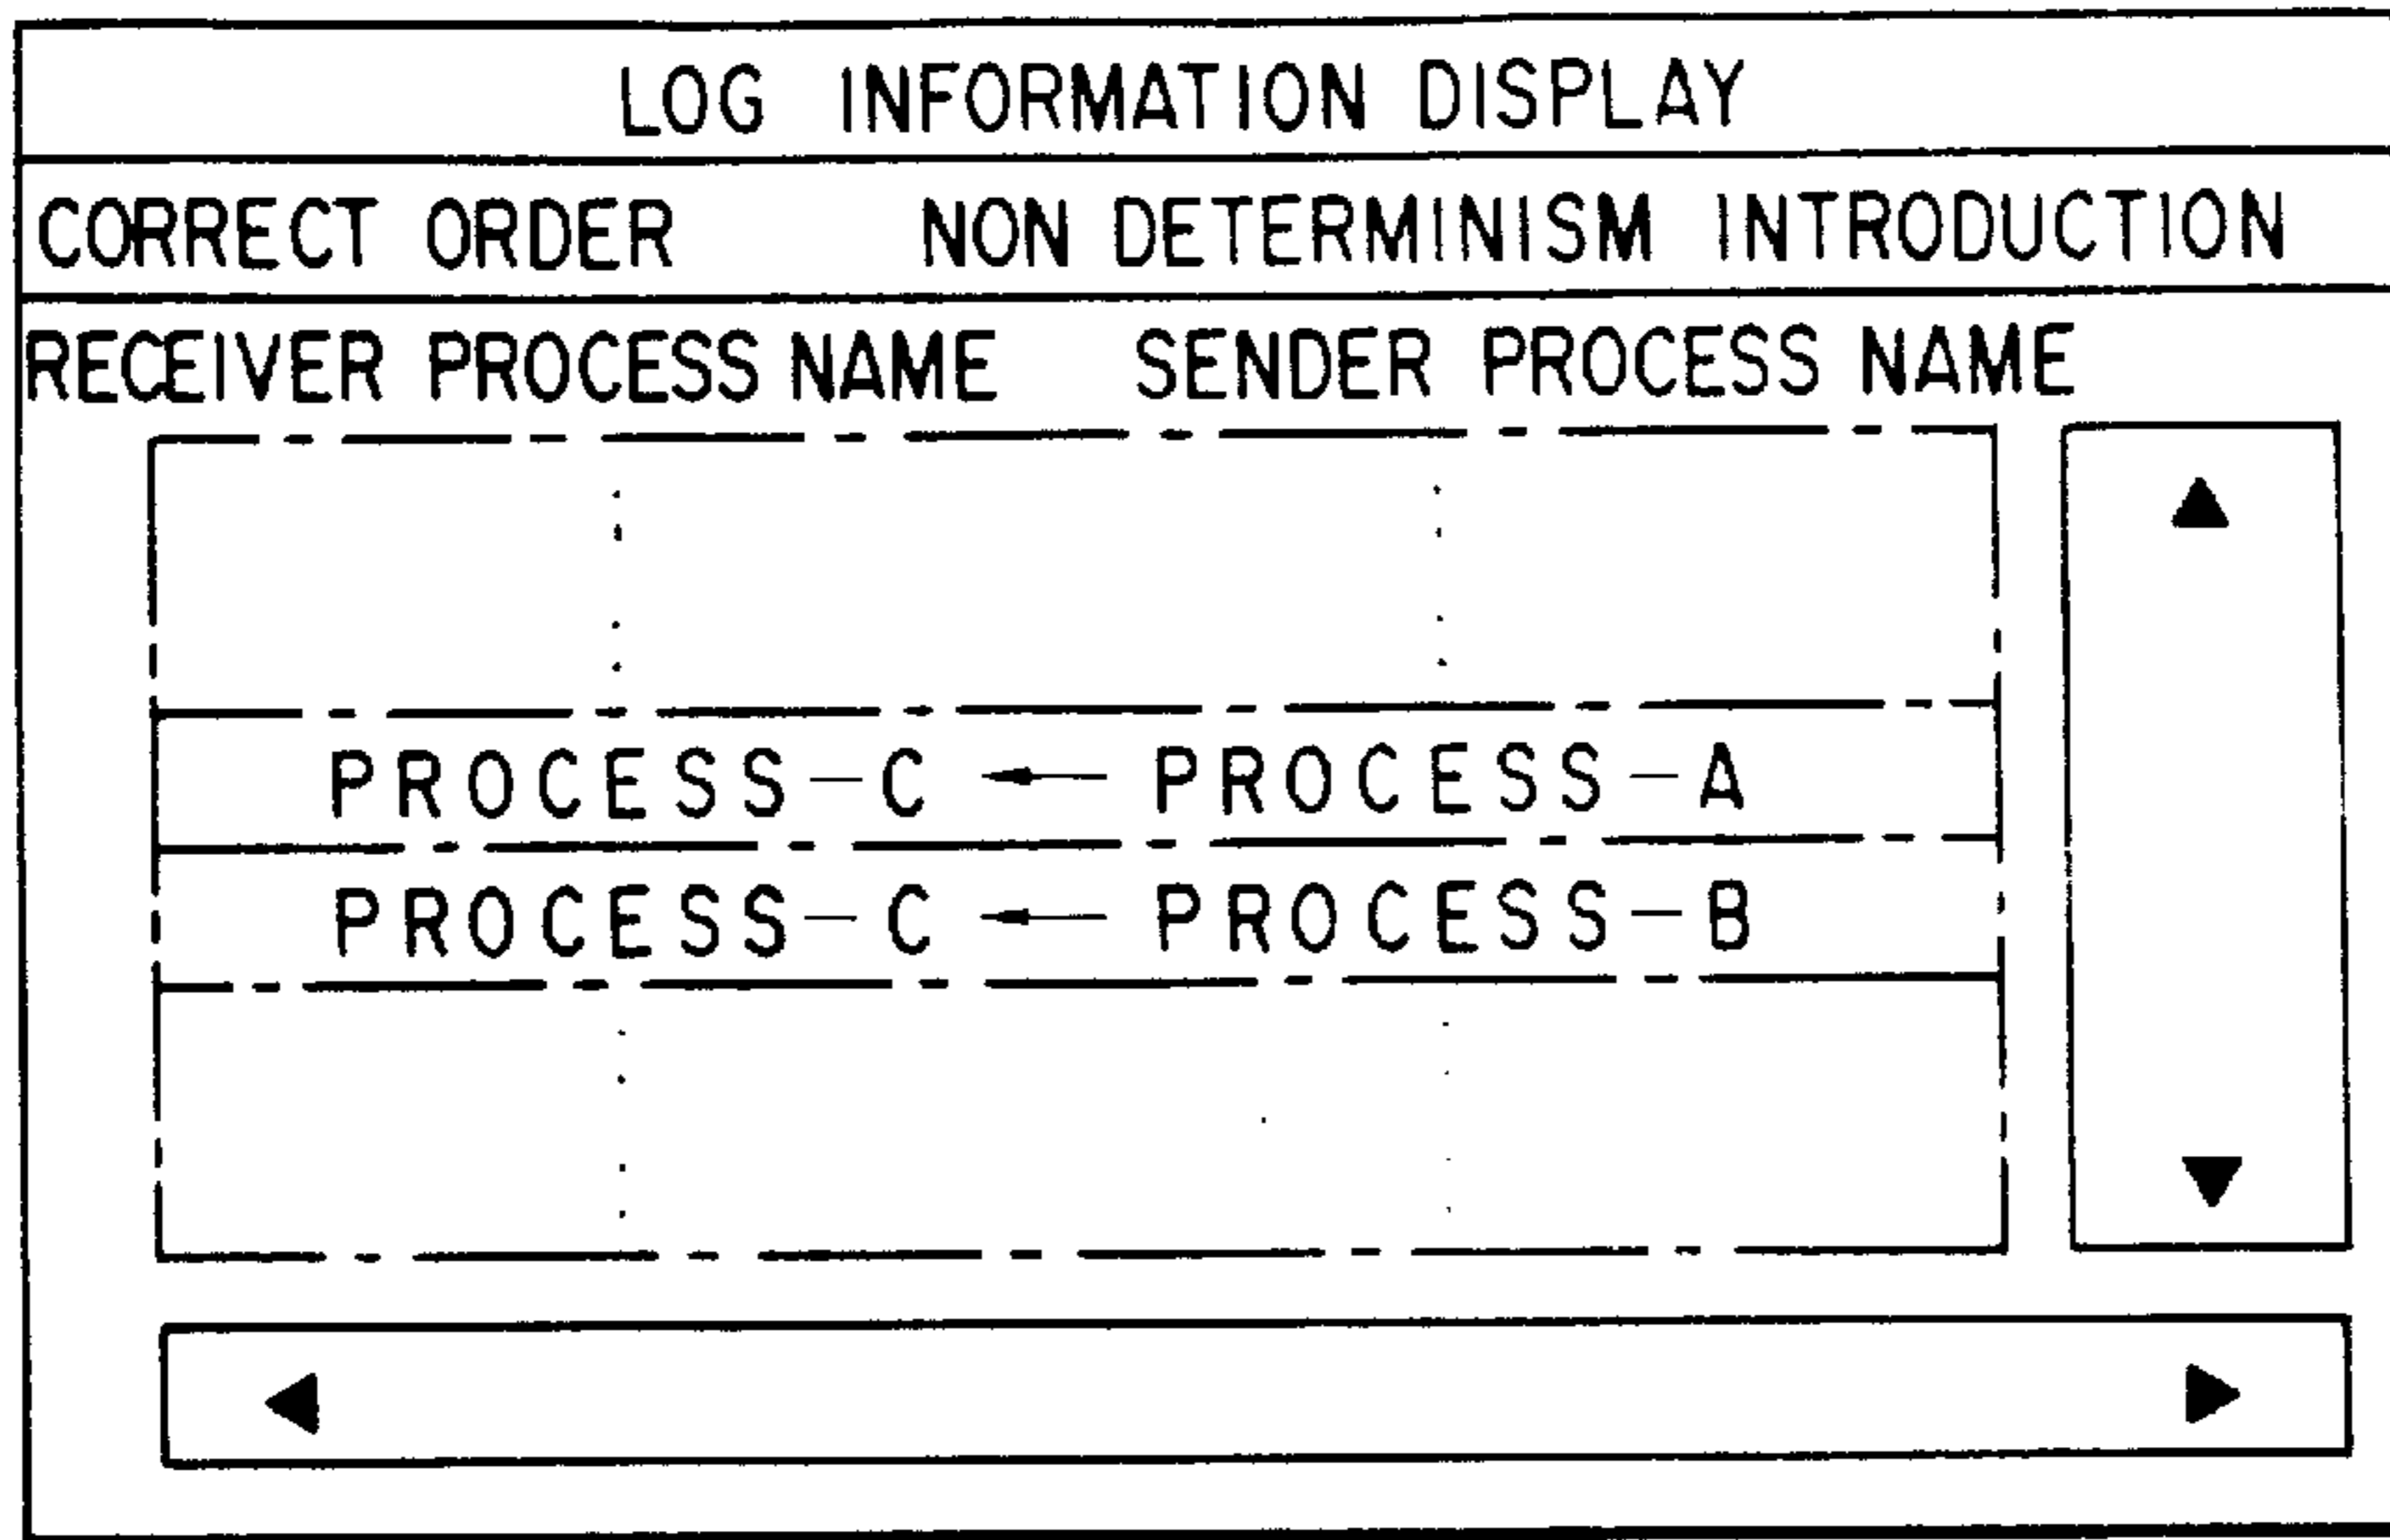 LOG INFORMATION DISPLAY
CORRECT ORDER NON DETERMINISM INTRODUCTION
RECEIVER PROCESS NAME SENDER PROCESS NAME
PROCESS-C ← PROCESS-A
PROCESS-C ← PROCESS-B